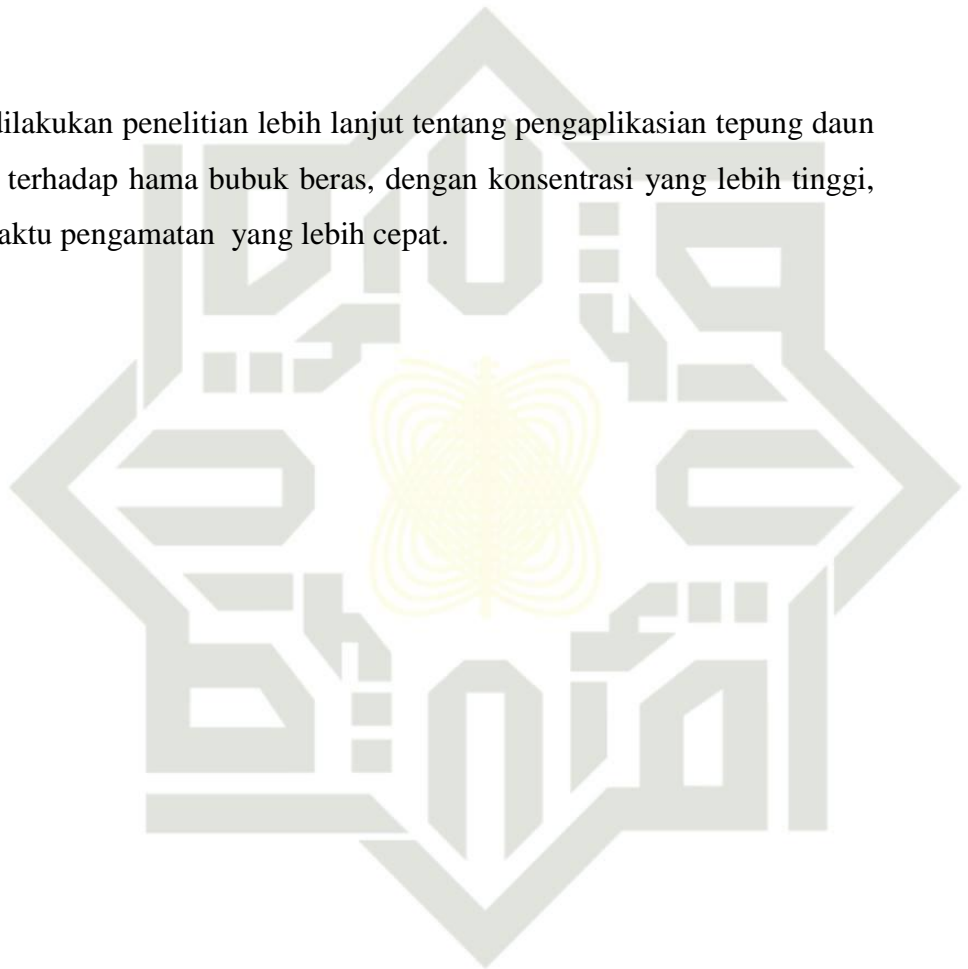 dilakukan penelitian lebih lanjut tentang pengaplikasian tepung daun
terhadap hama bubuk beras, dengan konsentrasi yang lebih tinggi,
aktu pengamatan yang lebih cepat.